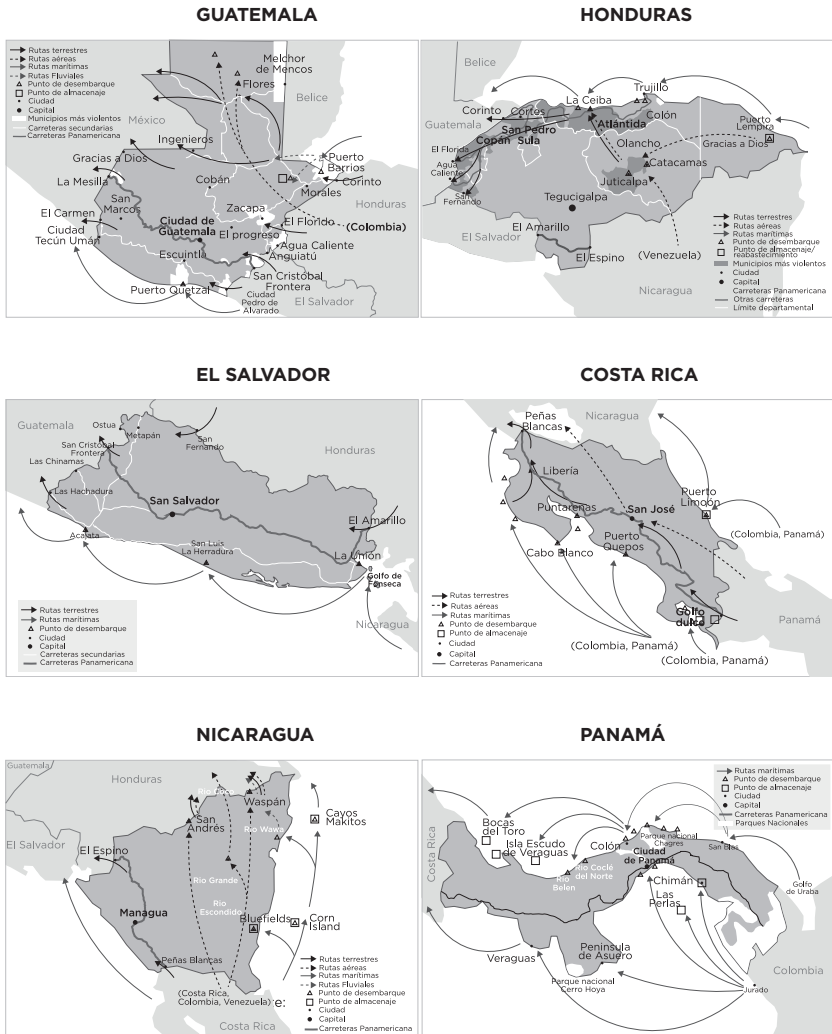 GUATEMALA
Rutas terrestres
Rutas aéreas
Rutas marítimas
Rutas Fluviales
Punto de desembarque
Punto de almacenaje
Ciudad
Capital
Municipios más violentos
Carreteras secundarias
Carreteras Panamericana
Melchor
de Mencos
Flores
Belice
México
Ingenieros
Gracias a Dios
Puerto
Barrios
La Mesilla
Cobán
Corinto
Morales
San
Marcos
Honduras
Zacapa
El Carmen
Ciudad de
Guatemala
El Florido
(Colombia)
Ciudad
Tecún Umán
El progreso
Agua Caliente
Escuintla
Anguiatú
San Cristóbal
Frontera
Puerto Quetzal
Ciudad
Pedro de
Alvarado
El Salvador
HONDURAS
Belice
Trujillo
La Ceiba
Corinto
Cortés
Colón
Puerto
Lempira
Guatemala
San Pedro
Sula
Atlántida
Copán
El Florida
Olancho
Gracias a Dios
Agua
Caliente
Catacamas
Juticalpa
San
Fernando
Tegucigalpa
El Amarillo
El Salvador
El Espino
(Venezuela)
Nicaragua
Rutas terrestres
Rutas aéreas
Rutas marítimas
Punto de desembarque
Punto de almacenaje/
reabastecimiento
Municipios más violentos
Ciudad
Capital
Carreteras Panamericana
Otras carreteras
Límite departamental
EL SALVADOR
Guatemala
Ostua
Metapán
San
Fernando
San Cristóbal
Frontera
Honduras
Las Chinamas
Las Hachadura
San Salvador
El Amarillo
Acajata
San Luis
La Herradura
La Unión
Golfo de
Fonseca
Nicaragua
Rutas terrestres
Rutas marítimas
Punto de desembarque
Ciudad
Capital
Carreteras secundarias
Carreteras Panamericana
COSTA RICA
Peñas
Blancas
Nicaragua
Libería
Puerto
Limoón
Puntarenas
San José
(Colombia, Panamá)
Puerto
Quepos
Cabo Blanco
Golfo
dulce
Panamá
(Colombia, Panamá)
(Colombia, Panamá)
Rutas terrestres
Rutas aéreas
Rutas marítimas
Punto de desembarque
Punto de almacenaje
Ciudad
Capital
Carreteras Panamericana
NICARAGUA
Guatemala
Honduras
Rio Coco
Waspán
Cayos
Makitos
San
Andrés
Rio Wawa
El Salvador
El Espino
Rio Grande
Rio
Escondido
Managua
Bluefields
Corn
Island
Peñas Blancas
(Costa Rica,
Colombia, Venezuela)
e:
Costa Rica
Rutas terrestres
Rutas aéreas
Rutas marítimas
Rutas Fluviales
Punto de desembarque
Punto de almacenaje
Ciudad
Capital
Carreteras Panamericana
PANAMÁ
Rutas marítimas
Punto de desembarque
Punto de almacenaje
Ciudad
Capital
Carreteras Panamericana
Parques Nacionales
Costa Rica
Bocas
del Toro
Isla Escudo
de Veraguas
Colón
Parque nacional
Chagres
San Blas
Ciudad
de Panamá
Río Coclé
del Norte
Río
Belen
Chimán
Golfo
de Uraba
Las
Perlas
Veraguas
Península
de Asuero
Parque nacional
Cerro Hoya
Jurado
Colombia